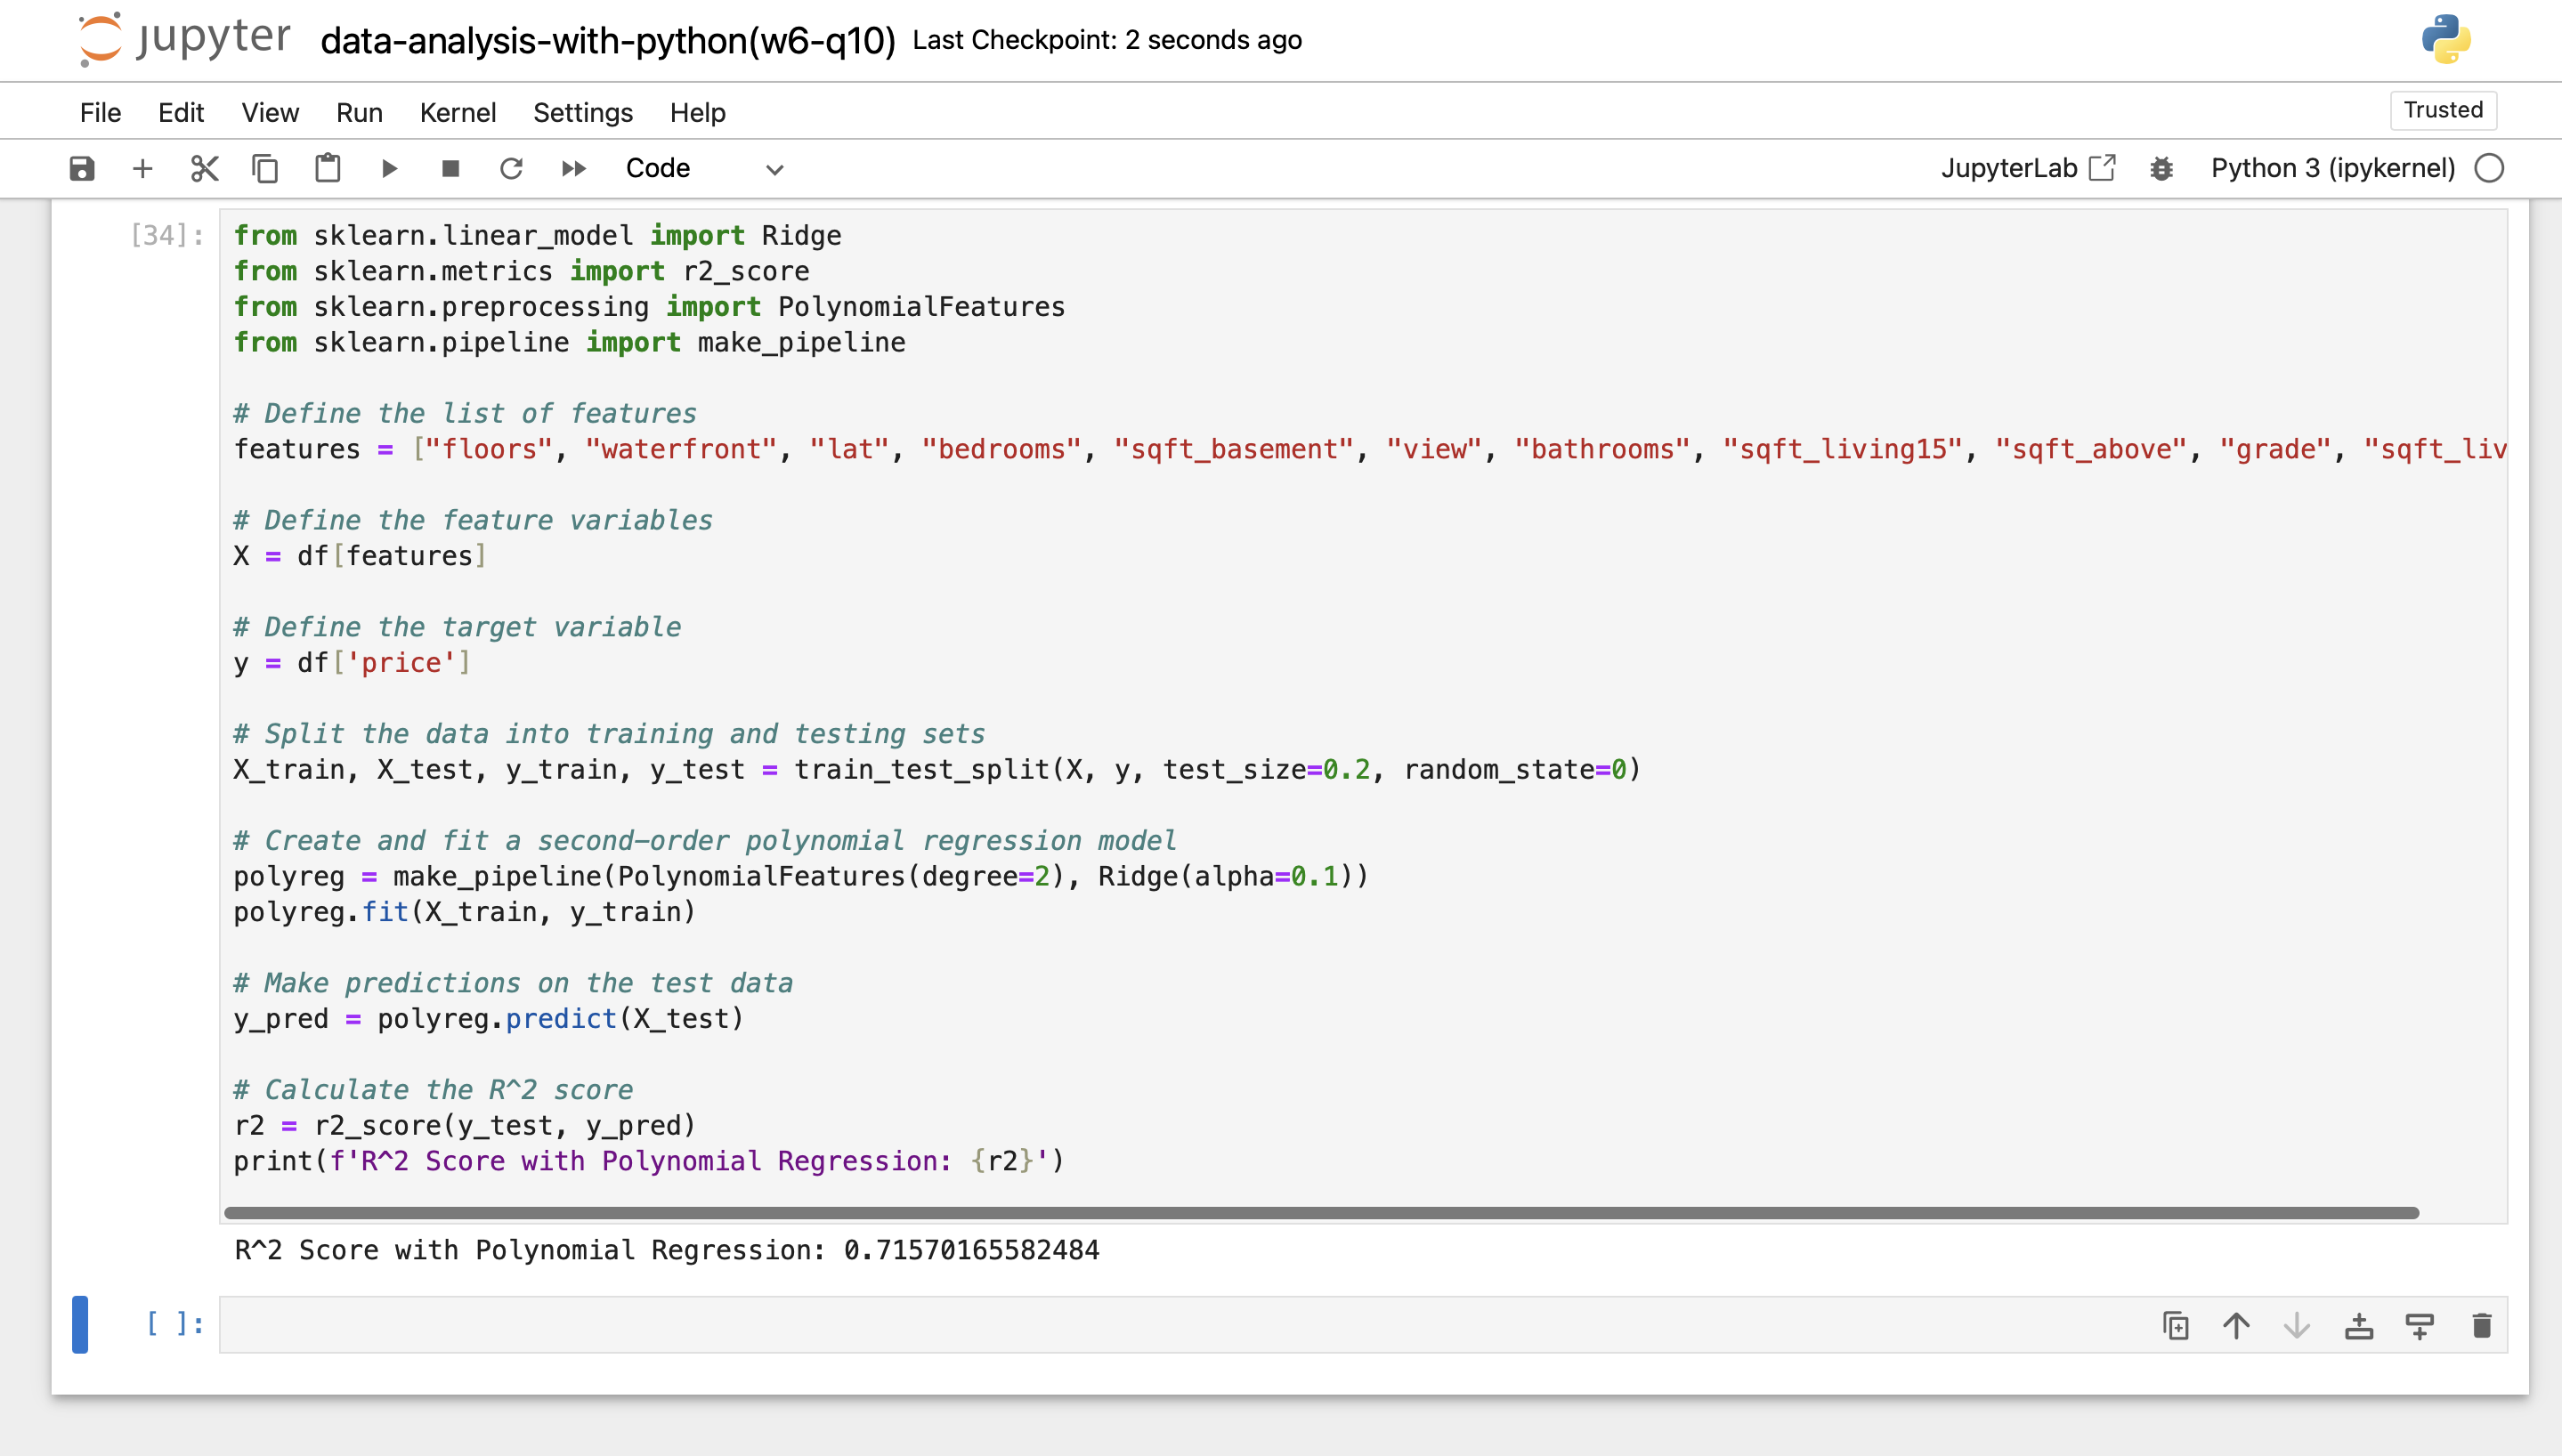 jupyter data-analysis-with-python(w6-q10) Last Checkpoint: 2 seconds ago
File Edit View Run Kernel Settings Help Trusted
Code JupyterLab Python 3 (ipykernel)
[34]:
from sklearn.linear_model import Ridge
from sklearn.metrics import r2_score
from sklearn.preprocessing import PolynomialFeatures
from sklearn.pipeline import make_pipeline
# Define the list of features
features = ["floors", "waterfront", "lat", "bedrooms", "sqft_basement", "view", "bathrooms", "sqft_living15", "sqft_above", "grade", "sqft_liv
# Define the feature variables
X = df[features]
# Define the target variable
y = df['price']
# Split the data into training and testing sets
X_train, X_test, y_train, y_test = train_test_split(X, y, test_size=0.2, random_state=0)
# Create and fit a second-order polynomial regression model
polyreg = make_pipeline(PolynomialFeatures(degree=2), Ridge(alpha=0.1))
polyreg.fit(X_train, y_train)
# Make predictions on the test data
y_pred = polyreg.predict(X_test)
# Calculate the R^2 score
r2 = r2_score(y_test, y_pred)
print(f'R^2 Score with Polynomial Regression: {r2}')
R^2 Score with Polynomial Regression: 0.71570165582484
[ ]: